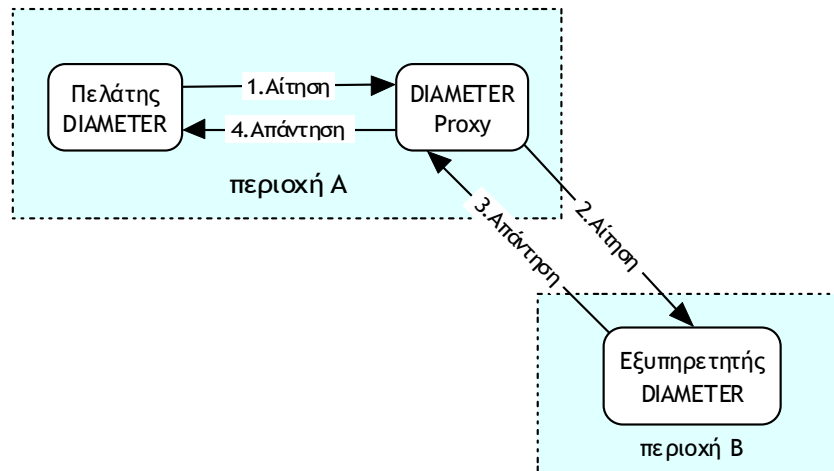 Πελάτης
DIAMETER
1.Αίτηση
DIAMETER
Proxy
4.Απάντηση
περιοχή Α
3.Απάντηση
2.Αίτηση
Εξυπηρετητής
DIAMETER
περιοχή Β